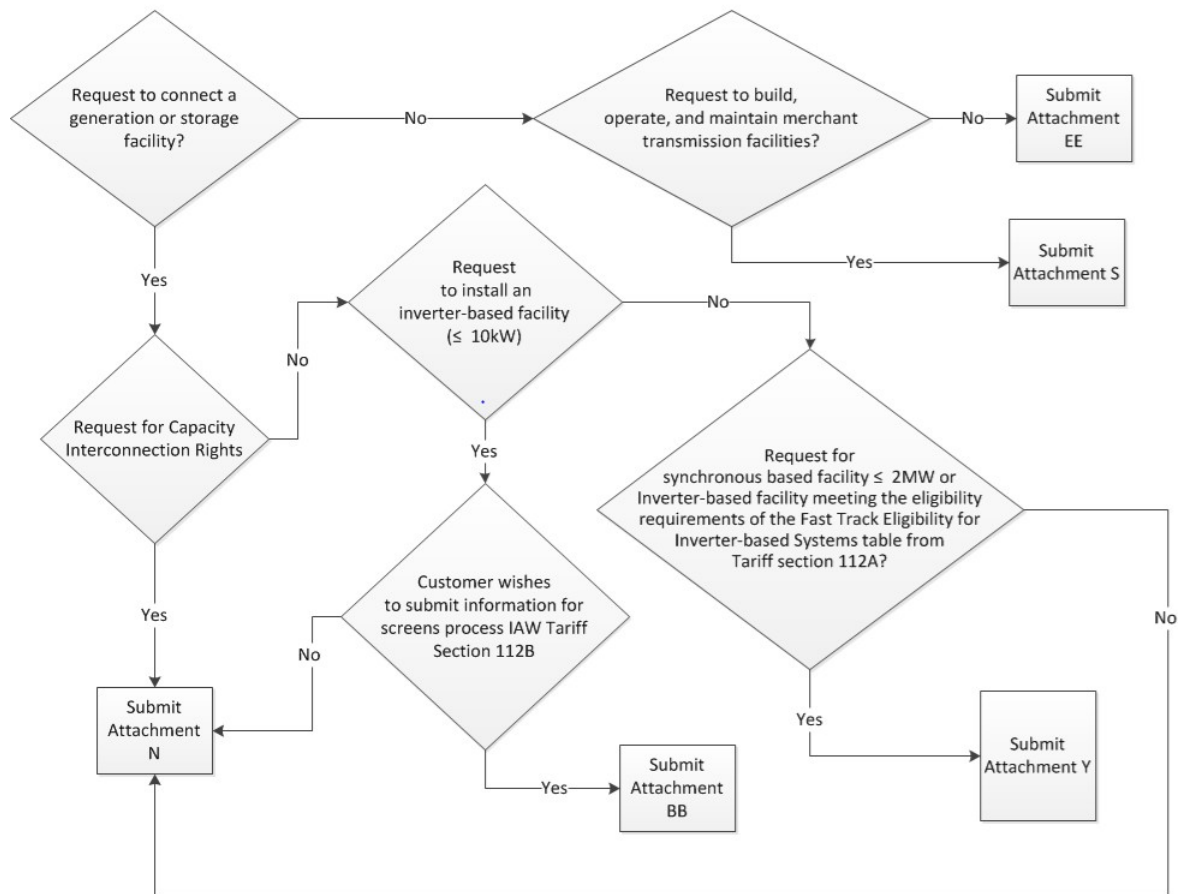 Request to connect a
generation or storage
facility?
No
Request to build,
operate, and maintain merchant
transmission facilities?
No
Submit
Attachment
EE
Yes
Submit
Attachment S
Yes
Request
to install an
inverter-based facility
(≤ 10kW)
No
No
Request for Capacity
Interconnection Rights
Yes
Request for
synchronous based facility ≤ 2MW or
Inverter-based facility meeting the eligibility
requirements of the Fast Track Eligibility for
Inverter-based Systems table from
Tariff section 112A?
Customer wishes
to submit information for
screens process IAW Tariff
Section 112B
Yes
No
No
Submit
Attachment
N
Yes
Submit
Attachment Y
Yes
Submit
Attachment
BB